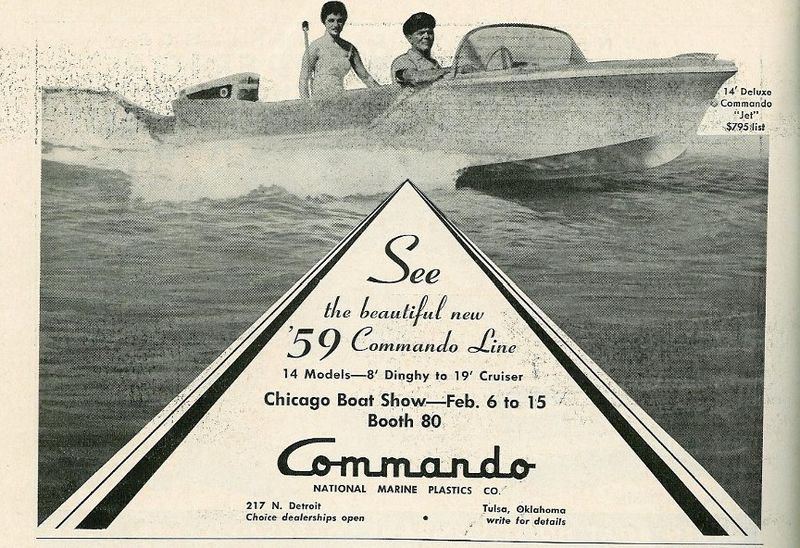 14' Deluxe
Commando
"Jet"
$795 list
See
the beautiful new
'59 Commando Line
14 Models—8' Dinghy to 19' Cruiser
Chicago Boat Show—Feb. 6 to 15
Booth 80
Commando
NATIONAL MARINE PLASTICS CO.
217 N. Detroit
Choice dealerships open
•
Tulsa, Oklahoma
write for details